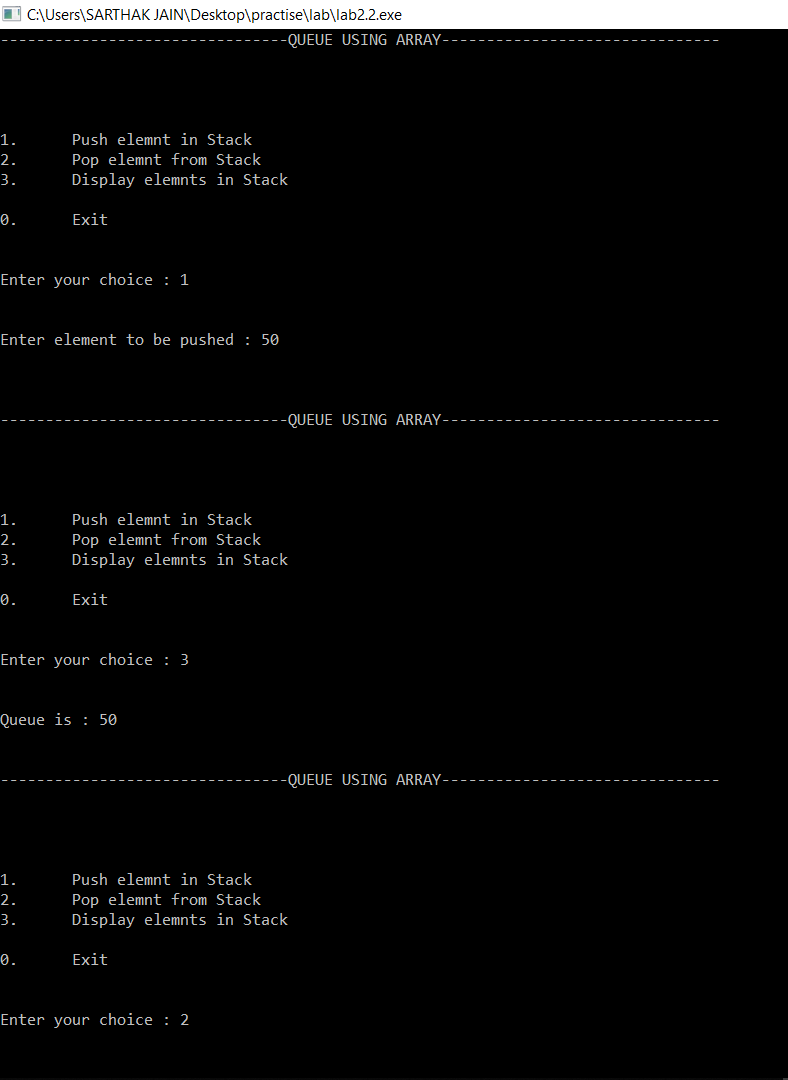 C:\Users\SARTHAK JAIN\Desktop\practise\lab\lab2.2.exe
--------------------------------QUEUE USING ARRAY-------------------------------
1. Push elemnt in Stack
2. Pop elemnt from Stack
3. Display elemnts in Stack
0. Exit
Enter your choice : 1
Enter element to be pushed : 50
--------------------------------QUEUE USING ARRAY-------------------------------
1. Push elemnt in Stack
2. Pop elemnt from Stack
3. Display elemnts in Stack
0. Exit
Enter your choice : 3
Queue is : 50
--------------------------------QUEUE USING ARRAY-------------------------------
1. Push elemnt in Stack
2. Pop elemnt from Stack
3. Display elemnts in Stack
0. Exit
Enter your choice : 2